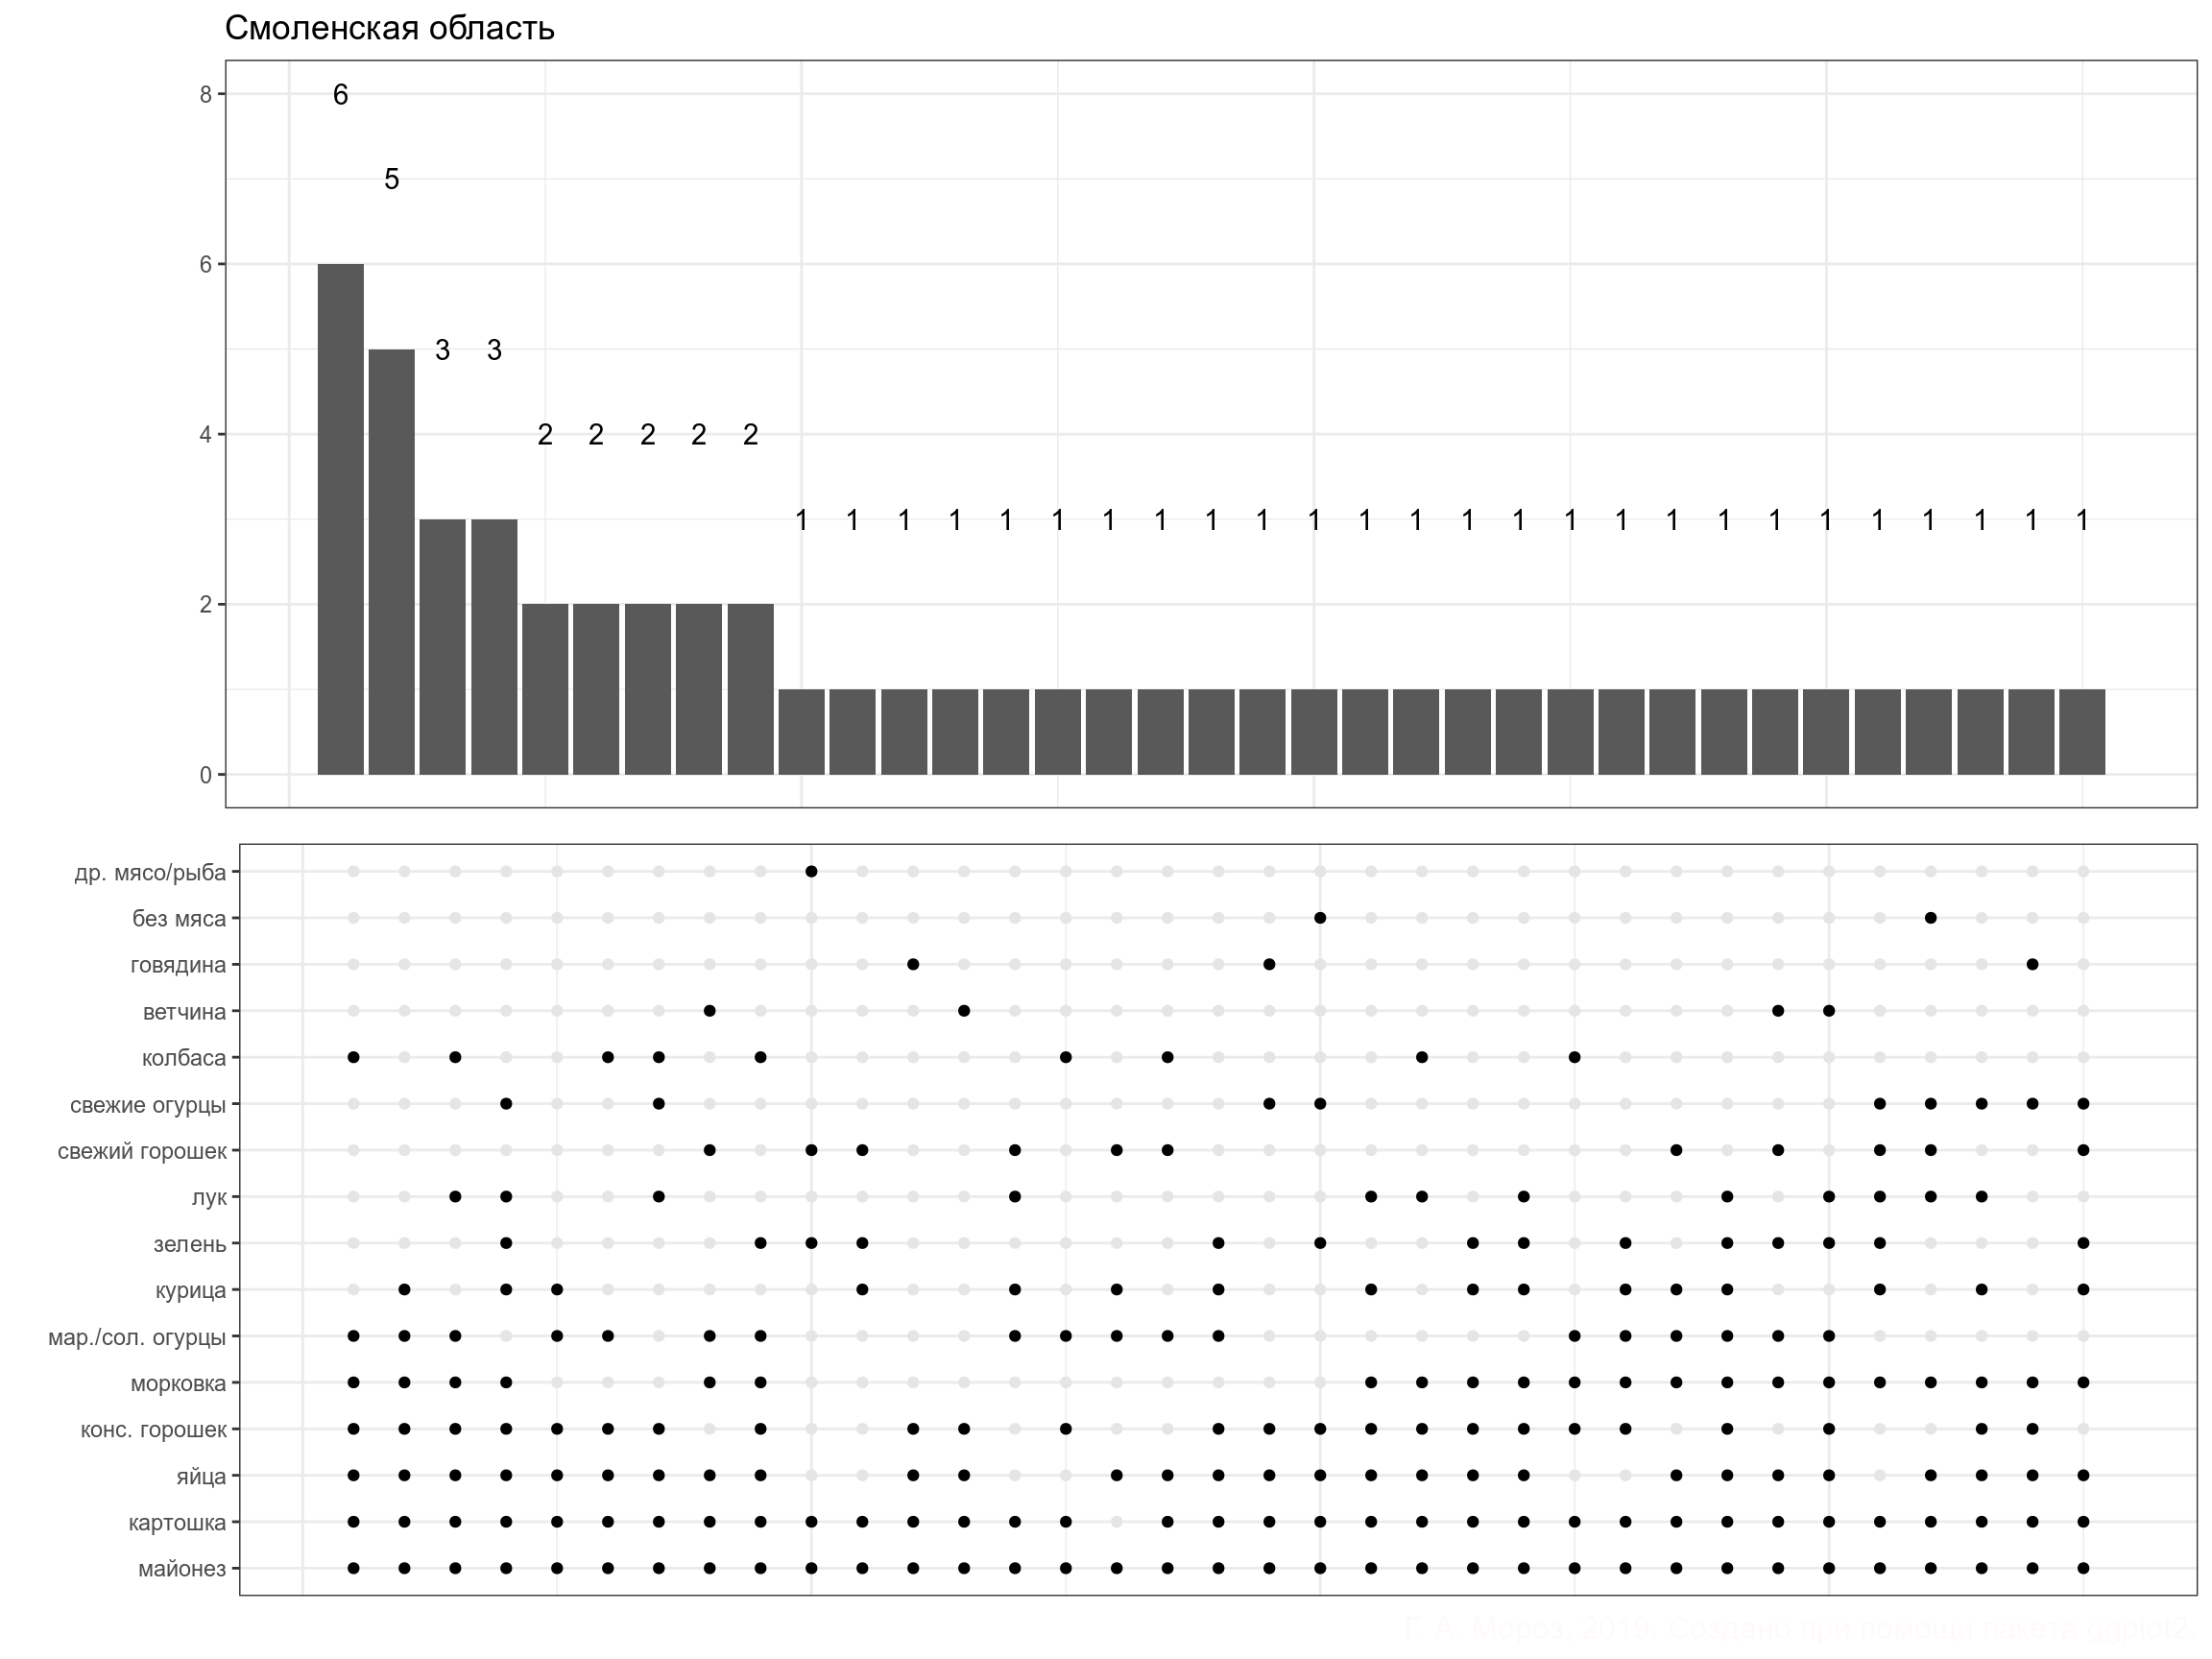 Смоленская область
8
6
4
2
0
6
5
3 3
2 2 2 2 2
1 1 1 1 1 1 1 1 1 1 1 1 1 1 1 1 1 1 1 1 1 1 1 1 1 1
др. мясо/рыба
без мяса
говядина
ветчина
колбаса
свежие огурцы
свежий горошек
лук
зелень
курица
мар./сол. огурцы
морковка
конс. горошек
яйца
картошка
майонез
Г. А. Мороз, 2019. Создано при помощи пакета ggplot2.